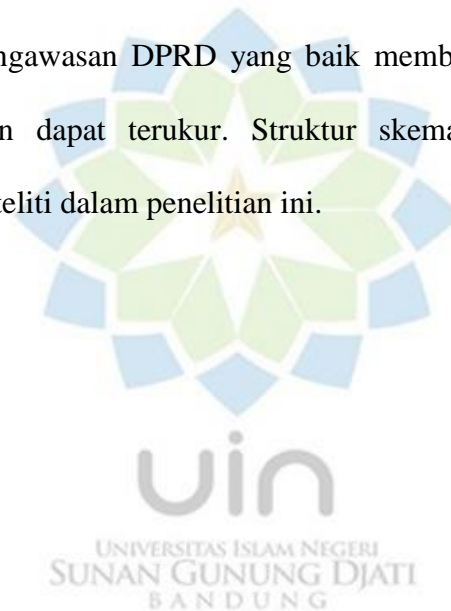 ngawasan DPRD yang baik memb
n dapat terukur. Struktur skema
teliti dalam penelitian ini.
uin
UNIVERSITAS ISLAM NEGERI
SUNAN GUNUNG DJATI
BANDUNG